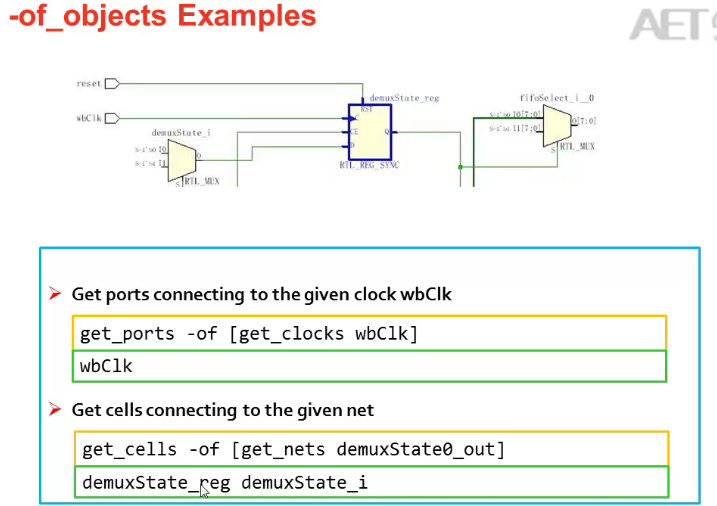 -of_objects Examples
AET
reset
demuxState_reg
fifoSelect_i__0
RST
wbClk
C
S=1'b0 I0[7:0]
O[7:0]
demuxState_i
CE
Q
S=1'b1 I1[7:0]
S=1'b0 I0
O
D
S
RTL_MUX
S=1'b1 I1
RTL_REG_SYNC
S
RTL_MUX
Get ports connecting to the given clock wbClk
get_ports -of [get_clocks wbClk]
wbClk
Get cells connecting to the given net
get_cells -of [get_nets demuxState0_out]
demuxState_reg demuxState_i